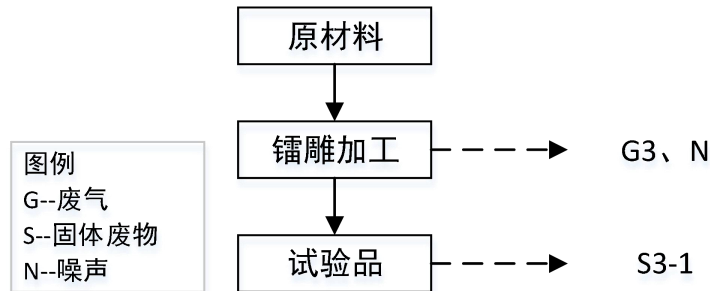 原材料
镭雕加工
G3、N
图例
G--废气
S--固体废物
N--噪声
试验品
S3-1